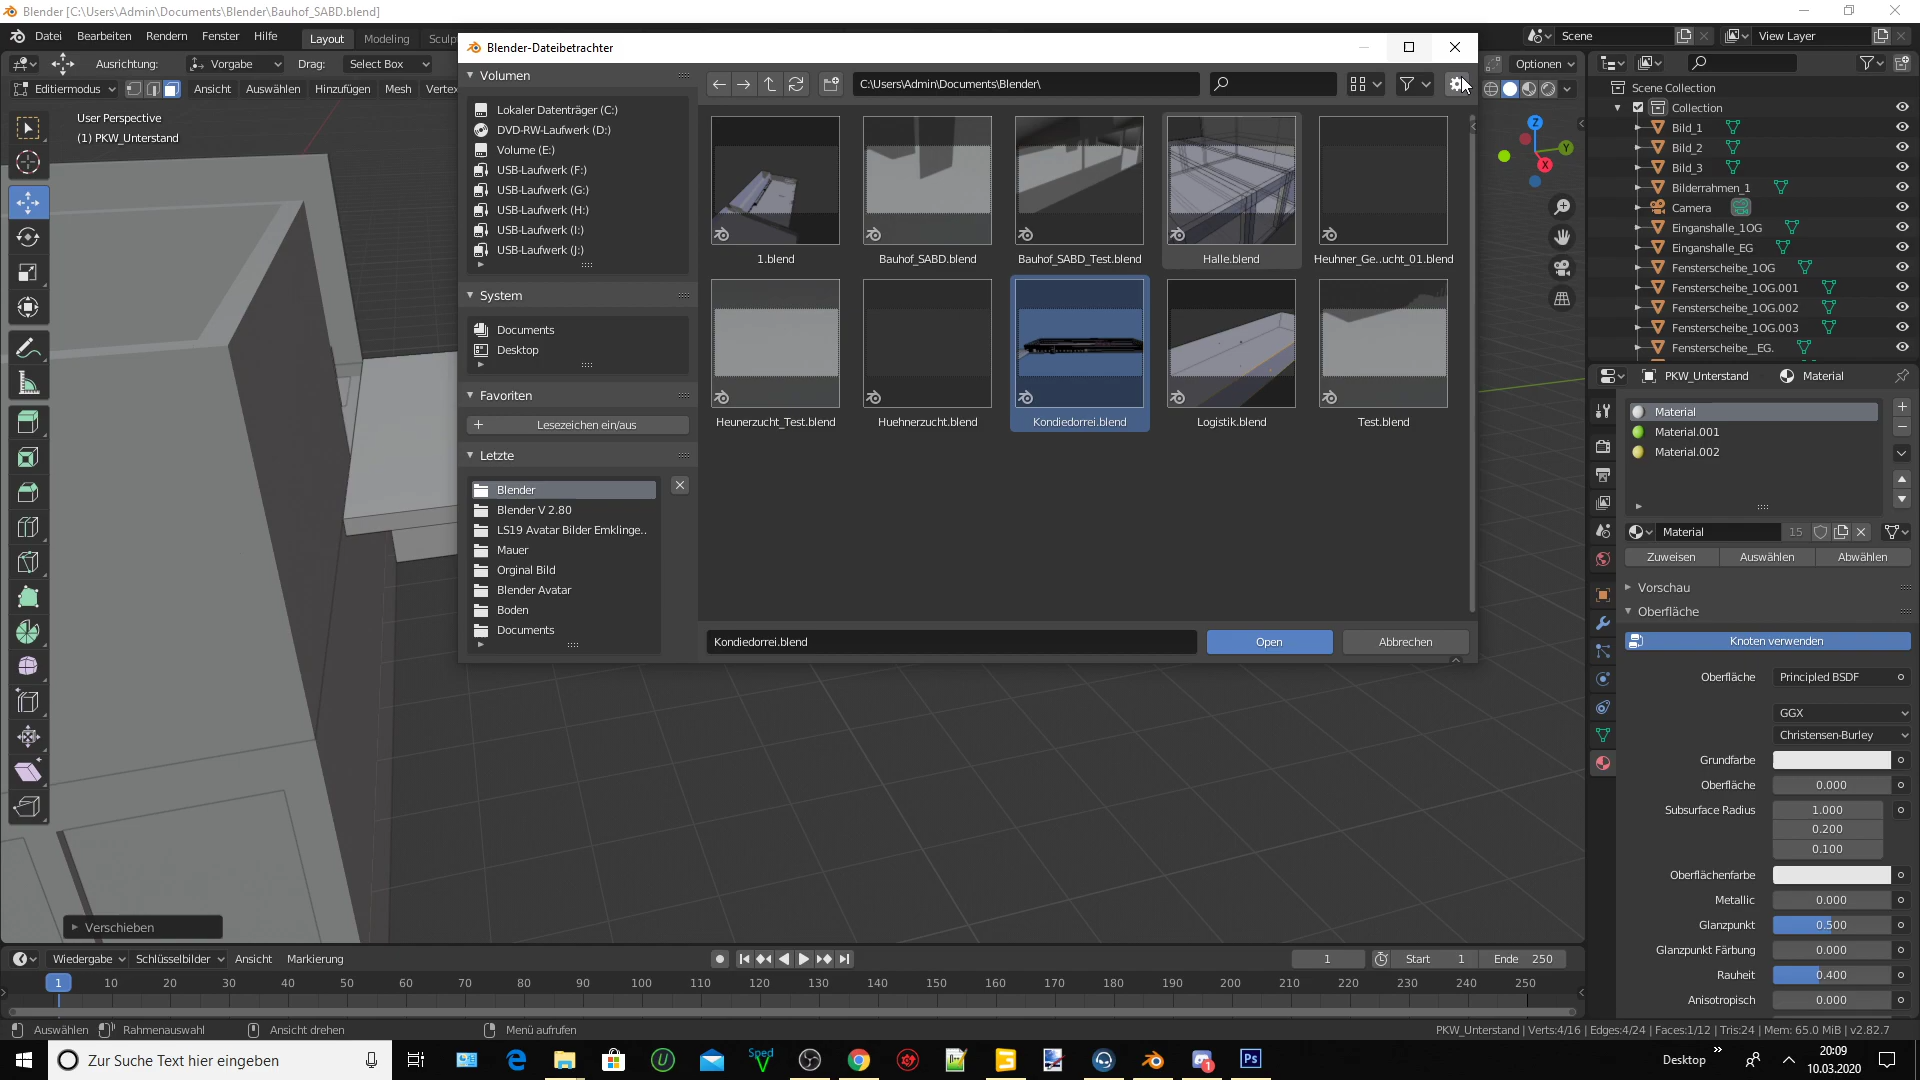 Blender [C:\Users\Admin\Documents\Blender\Bauhof_SABD.blend]
Datei Bearbeiten Rendern Fenster Hilfe Layout Modeling Sculp
Scene View Layer
Blender-Dateibetrachter
Ausrichtung: Vorgabe Drag: Select Box
Optionen
Editiermodus Ansicht Auswählen Hinzufügen Mesh Vertex
User Perspective
(1) PKW_Unterstand
Volumen
C:\Users\Admin\Documents\Blender\
Lokaler Datenträger (C:)
DVD-RW-Laufwerk (D:)
Volume (E:)
USB-Laufwerk (F:)
USB-Laufwerk (G:)
USB-Laufwerk (H:)
USB-Laufwerk (I:)
USB-Laufwerk (J:)
System
Documents
Desktop
Favoriten
Lesezeichen ein/aus
Letzte
Blender
Blender V 2.80
LS19 Avatar Bilder Emklinge..
Mauer
Orginal Bild
Blender Avatar
Boden
Documents
1.blend
Bauhof_SABD.blend
Bauhof_SABD_Test.blend
Halle.blend
Heuhner_Ge..ucht_01.blend
Heunerzucht_Test.blend
Huehnerzucht.blend
Kondiedorrei.blend
Logistik.blend
Test.blend
Kondiedorrei.blend
Open
Abbrechen
Z
Y
X
Scene Collection
Collection
Bild_1
Bild_2
Bild_3
Bilderrahmen_1
Camera
Einganshalle_1OG
Einganshalle_EG
Fensterscheibe_1OG
Fensterscheibe_1OG.001
Fensterscheibe_1OG.002
Fensterscheibe_1OG.003
Fensterscheibe__EG.
PKW_Unterstand Material
Material
Material.001
Material.002
Material 15
Zuweisen Auswählen Abwählen
Vorschau
Oberfläche
Knoten verwenden
Oberfläche Principled BSDF
GGX
Christensen-Burley
Grundfarbe
Oberfläche 0.000
Subsurface Radius 1.000
0.200
0.100
Oberflächenfarbe
Metallic 0.000
Glanzpunkt 0.500
Glanzpunkt Färbung 0.000
Rauheit 0.400
Anisotropisch 0.000
Verschieben
Wiedergabe Schlüsselbilder Ansicht Markierung
1 Start 1 Ende 250
1 10 20 30 40 50 60 70 80 90 100 110 120 130 140 150 160 170 180 190 200 210 220 230 240 250
Auswählen Rahmenauswahl Ansicht drehen Menü aufrufen
PKW_Unterstand | Verts:4/16 | Edges:4/24 | Faces:1/12 | Tris:24 | Mem: 65.0 MiB | v2.82.7
Zur Suche Text hier eingeben
Sped
V
Ps
Desktop
20:09
10.03.2020